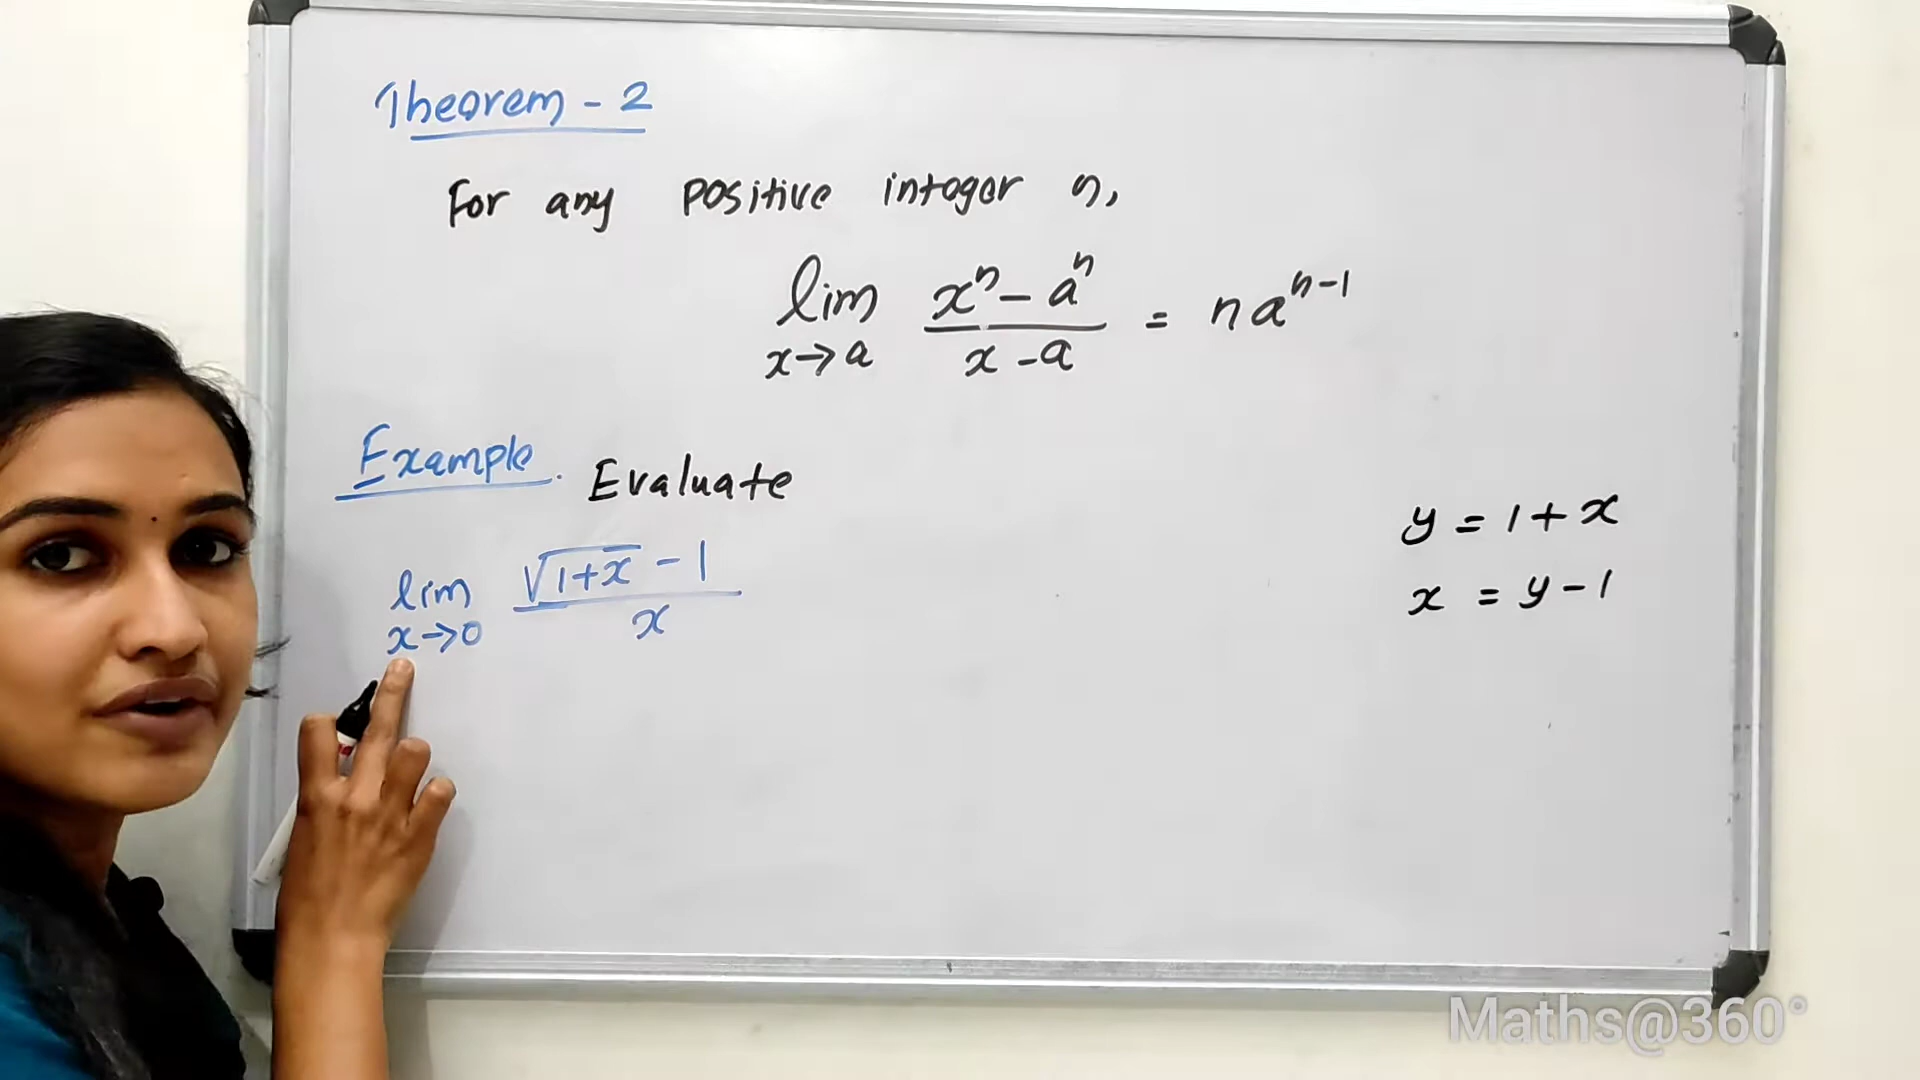 Theorem - 2
For any positive integer n,
lim x→a (xⁿ - aⁿ)/(x - a) = n aⁿ⁻¹
Example. Evaluate
lim x→0 (√(1+x) - 1)/x
y = 1 + x
x = y - 1
Maths@360°